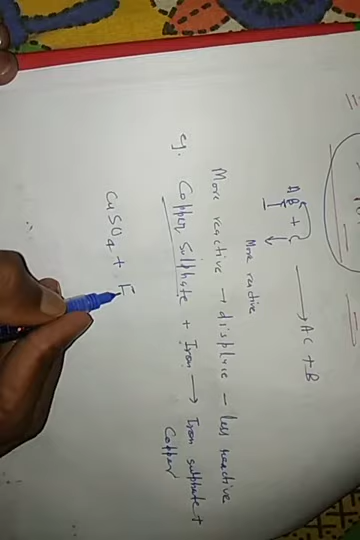 AB + C → AC + B
More reactive
More reactive → displace – less reactive
eg. Copper Sulphate + Iron → Iron sulphate +
Copper
CuSO4 + F